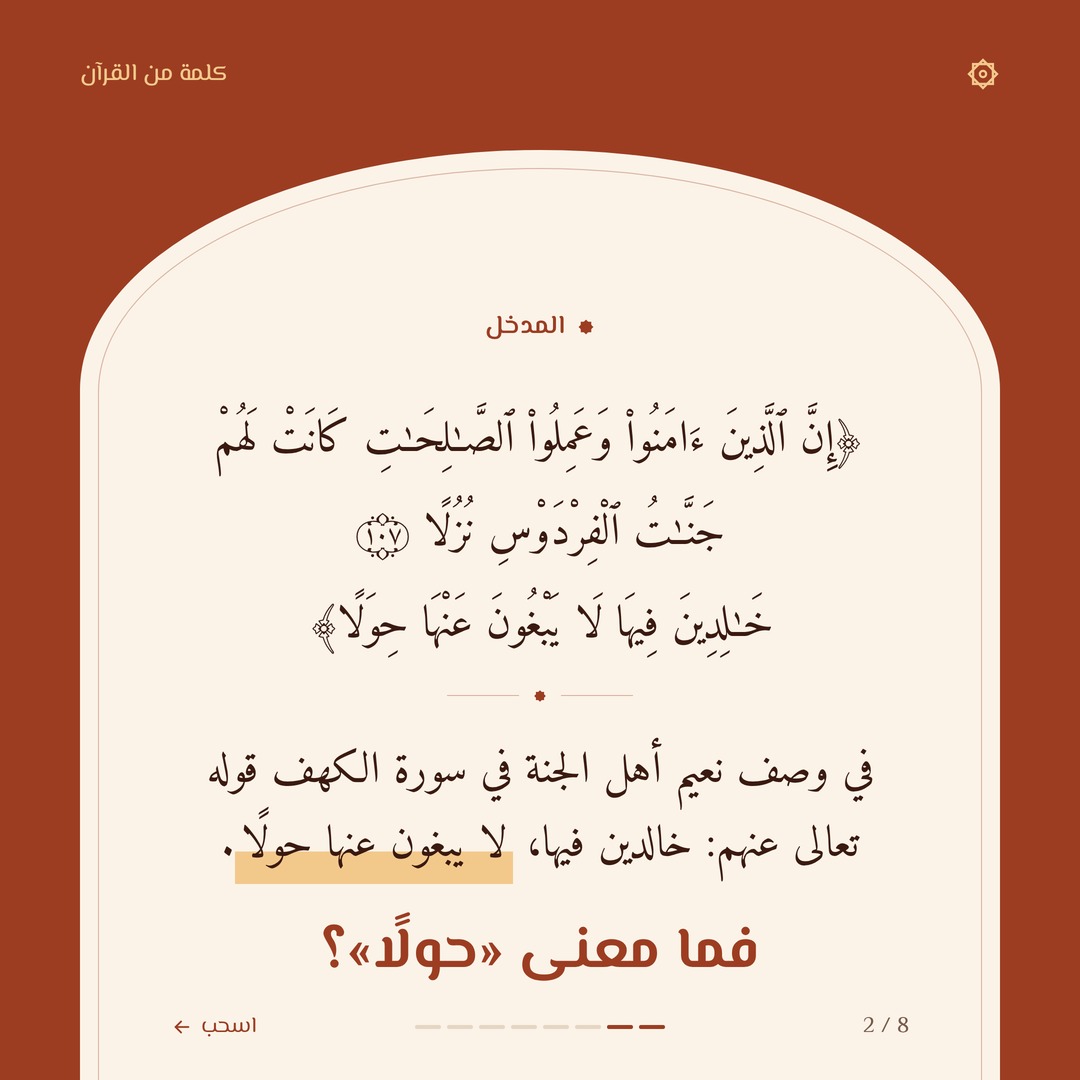 كلمة من القرآن
المدخل
﴿إِنَّ ٱلَّذِينَ ءَامَنُوا۟ وَعَمِلُوا۟ ٱلصَّـٰلِحَـٰتِ كَانَتْ لَهُمْ
جَنَّـٰتُ ٱلْفِرْدَوْسِ نُزُلًا ١٠٧
خَـٰلِدِينَ فِيهَا لَا يَبْغُونَ عَنْهَا حِوَلًا﴾
في وصف نعيم أهل الجنة في سورة الكهف قوله
تعالى عنهم: خالدين فيها، لا يبغون عنها حولًا.
فما معنى «حولًا»؟
2 / 8
اسحب ←